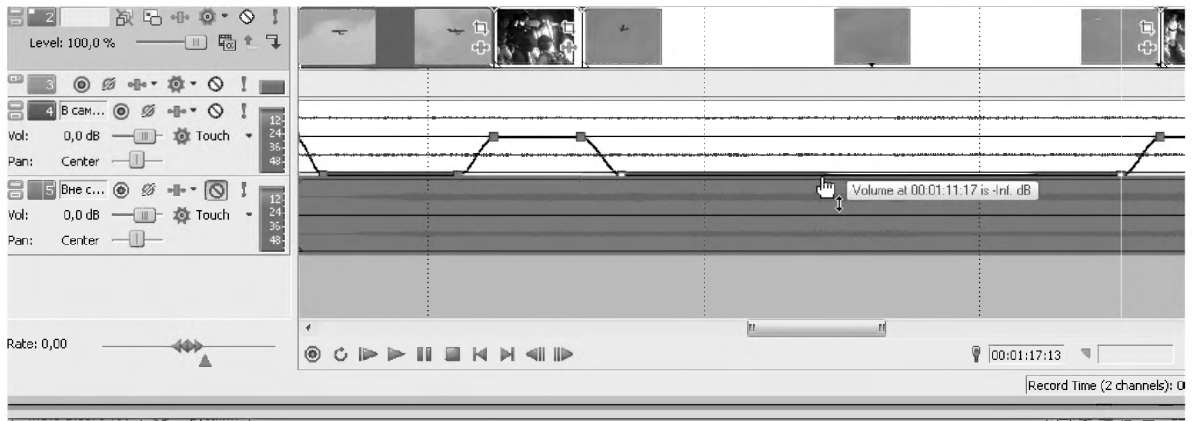 2
Level: 100,0 %
3
4 В сам...
Vol: 0,0 dB Touch
Pan: Center
12
24
36
48
5 Вне с...
Vol: 0,0 dB Touch
Pan: Center
12
24
36
48
Volume at 00:01:11:17 is -Inf. dB
Rate: 0,00
00:01:17:13
Record Time (2 channels): 0